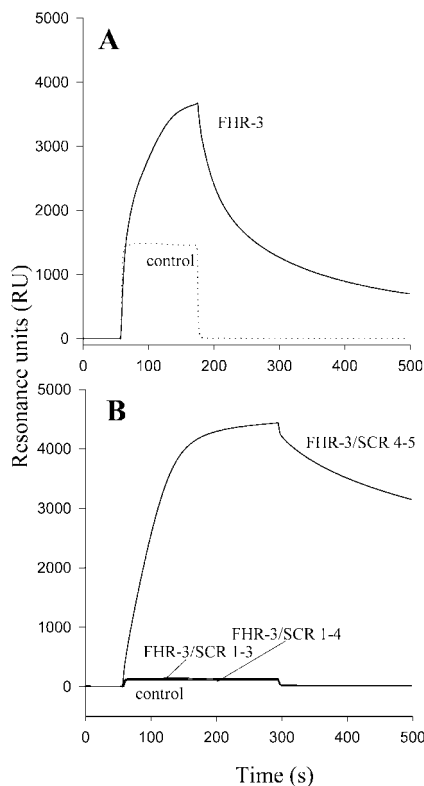 A
5000
4000
3000
2000
1000
0
FHR-3
control
0 100 200 300 400 500
Resonance units (RU)
B
5000
4000
3000
2000
1000
0
FHR-3/SCR 4-5
FHR-3/SCR 1-4
FHR-3/SCR 1-3
control
0 100 200 300 400 500
Time (s)